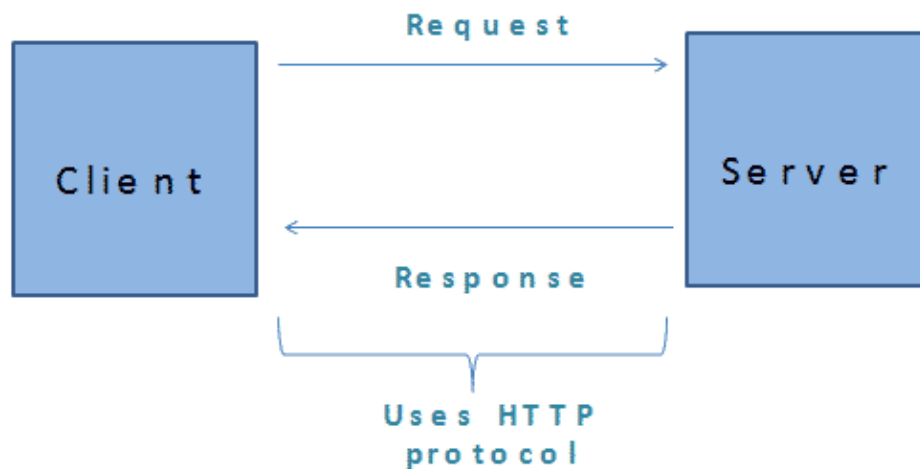 Request
Client
Server
Response
Uses HTTP
protocol